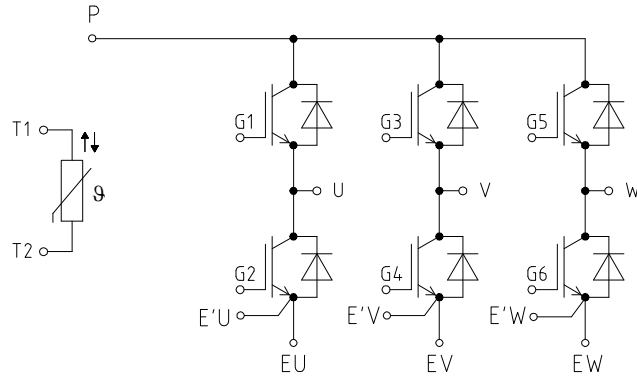 P
G1 G3 G5
T1
U V W
ϑ
T2
G2 G4 G6
E'U E'V E'W
EU EV EW